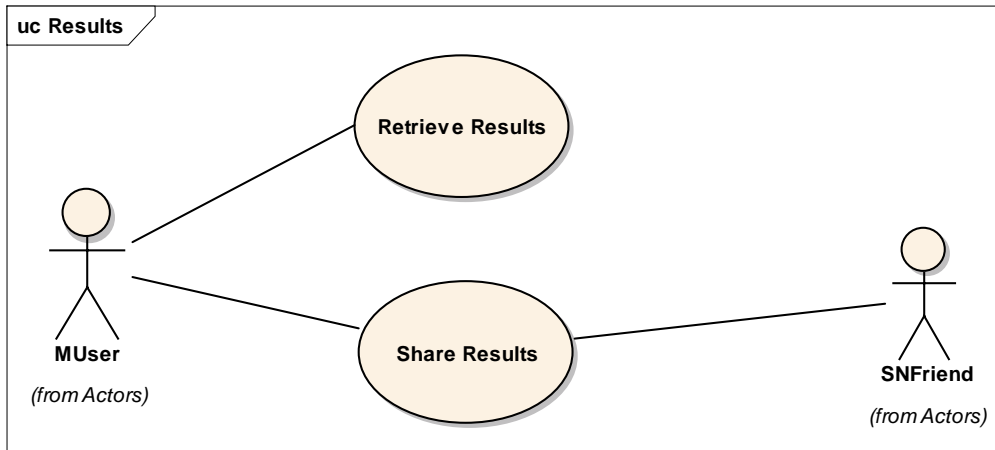 uc Results
Retrieve Results
MUser
(from Actors)
Share Results
SNFriend
(from Actors)